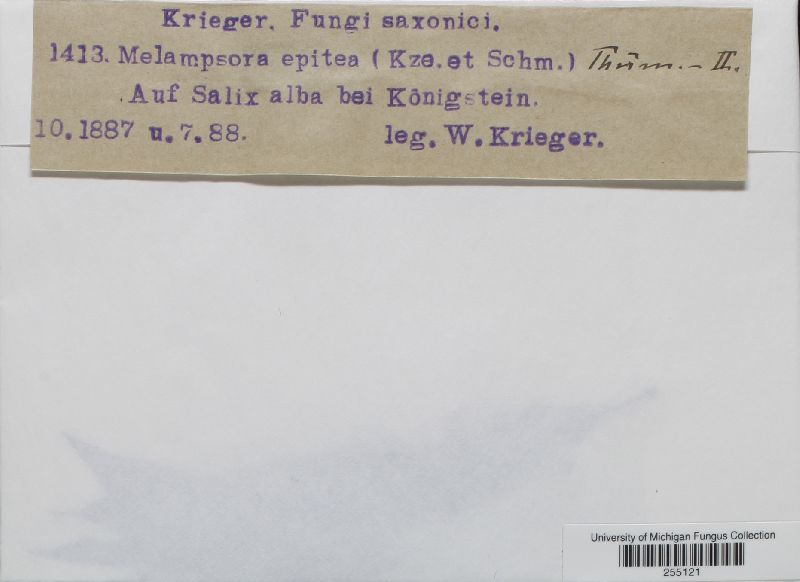 Krieger. Fungi saxonici.
1413. Melampsora epitea (Kze. et Schm.) Thüm. - II.
Auf Salix alba bei Königstein.
10.1887 u. 7. 88. leg. W. Krieger.
University of Michigan Fungus Collection
255121